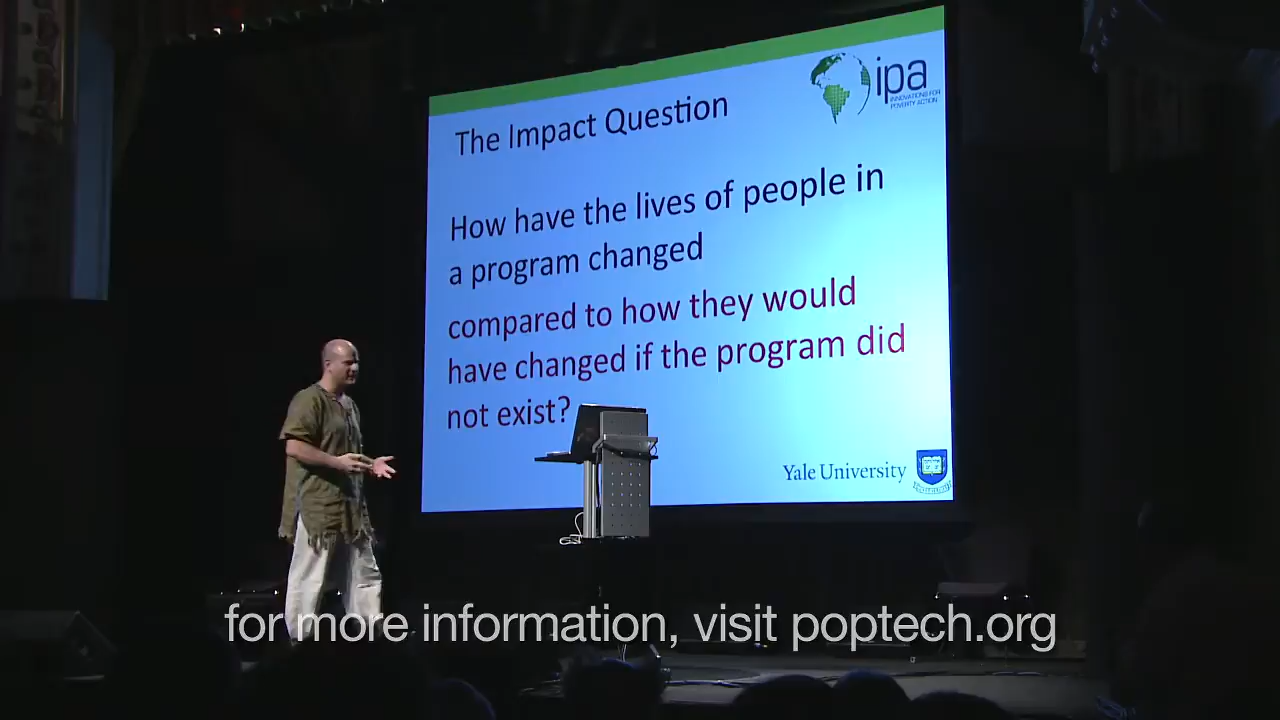 ipa
INNOVATIONS FOR
POVERTY ACTION
The Impact Question
How have the lives of people in
a program changed
compared to how they would
have changed if the program did
not exist?
Yale University
for more information, visit poptech.org